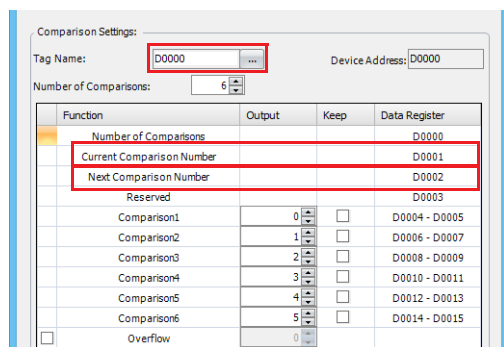 Comparison Settings:
Tag Name: D0000 ... Device Address: D0000
Number of Comparisons: 6
Function Output Keep Data Register
Number of Comparisons D0000
Current Comparison Number D0001
Next Comparison Number D0002
Reserved D0003
Comparison1 0 D0004 - D0005
Comparison2 1 D0006 - D0007
Comparison3 2 D0008 - D0009
Comparison4 3 D0010 - D0011
Comparison5 4 D0012 - D0013
Comparison6 5 D0014 - D0015
Overflow 0